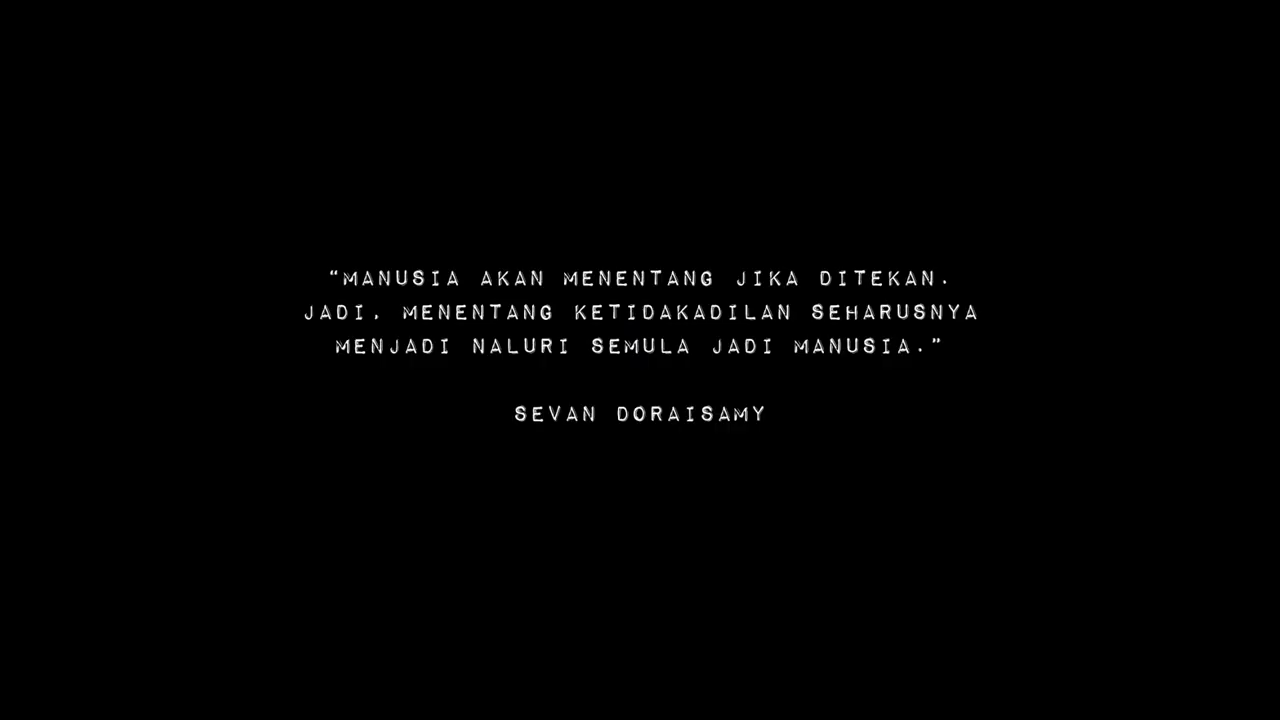 “MANUSIA AKAN MENENTANG JIKA DITEKAN.
JADI, MENENTANG KETIDAKADILAN SEHARUSNYA
MENJADI NALURI SEMULA JADI MANUSIA.”
SEVAN DORAISAMY